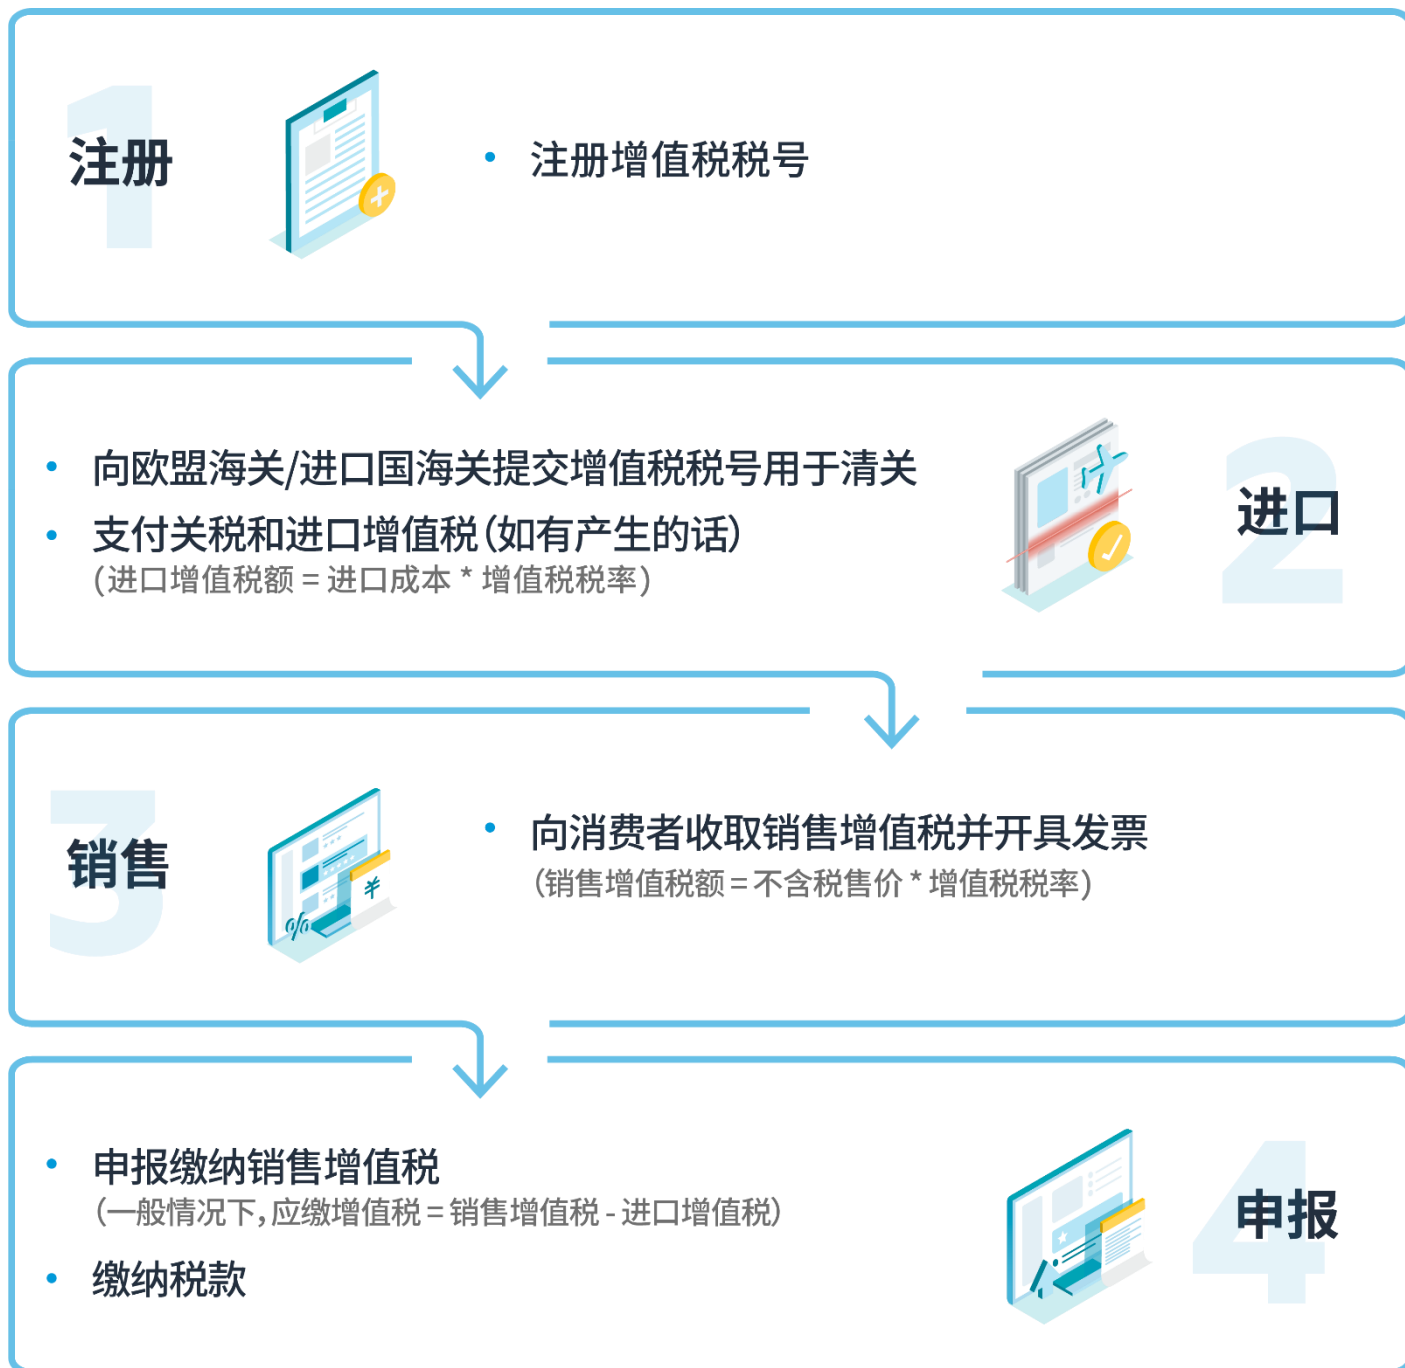 1
注册
注册增值税税号
向欧盟海关/进口国海关提交增值税税号用于清关
支付关税和进口增值税(如有产生的话)
(进口增值税额 = 进口成本 * 增值税税率)
2
进口
3
销售
%
¥
向消费者收取销售增值税并开具发票
(销售增值税额 = 不含税售价 * 增值税税率)
申报缴纳销售增值税
(一般情况下,应缴增值税 = 销售增值税 - 进口增值税)
缴纳税款
4
申报